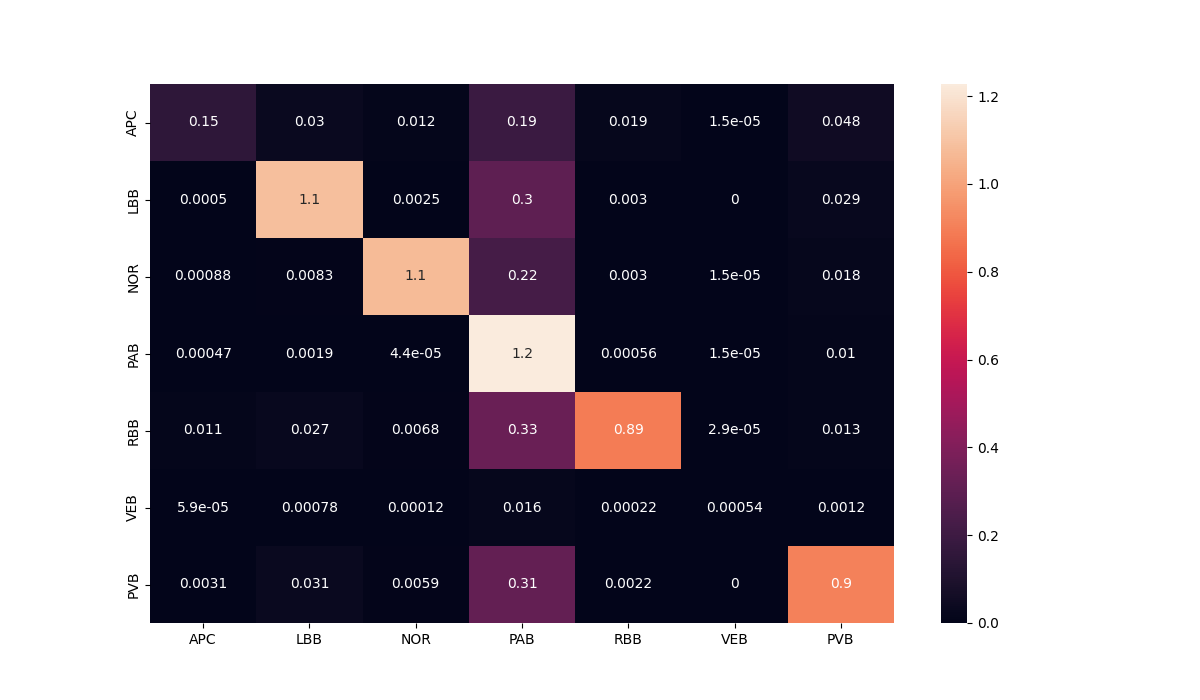 APC 0.15 0.03 0.012 0.19 0.019 1.5e-05 0.048
LBB 0.0005 1.1 0.0025 0.3 0.003 0 0.029
NOR 0.00088 0.0083 1.1 0.22 0.003 1.5e-05 0.018
PAB 0.00047 0.0019 4.4e-05 1.2 0.00056 1.5e-05 0.01
RBB 0.011 0.027 0.0068 0.33 0.89 2.9e-05 0.013
VEB 5.9e-05 0.00078 0.00012 0.016 0.00022 0.00054 0.0012
PVB 0.0031 0.031 0.0059 0.31 0.0022 0 0.9
APC LBB NOR PAB RBB VEB PVB
1.2
1.0
0.8
0.6
0.4
0.2
0.0